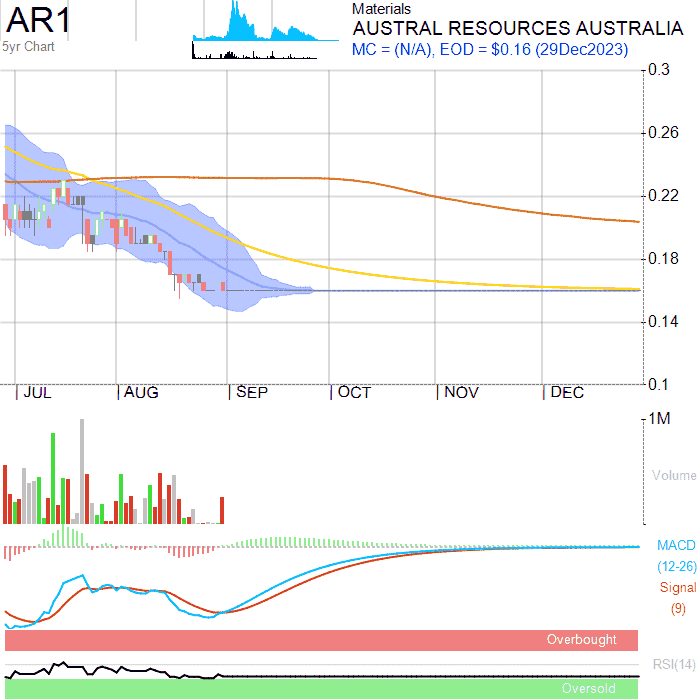 AR1
5yr Chart
Materials
AUSTRAL RESOURCES AUSTRALIA
MC = (N/A), EOD = $0.16 (29Dec2023)
0.3
0.26
0.22
0.18
0.14
0.1
JUL AUG SEP OCT NOV DEC
1M
Volume
MACD
(12-26)
Signal
(9)
Overbought
RSI(14)
Oversold